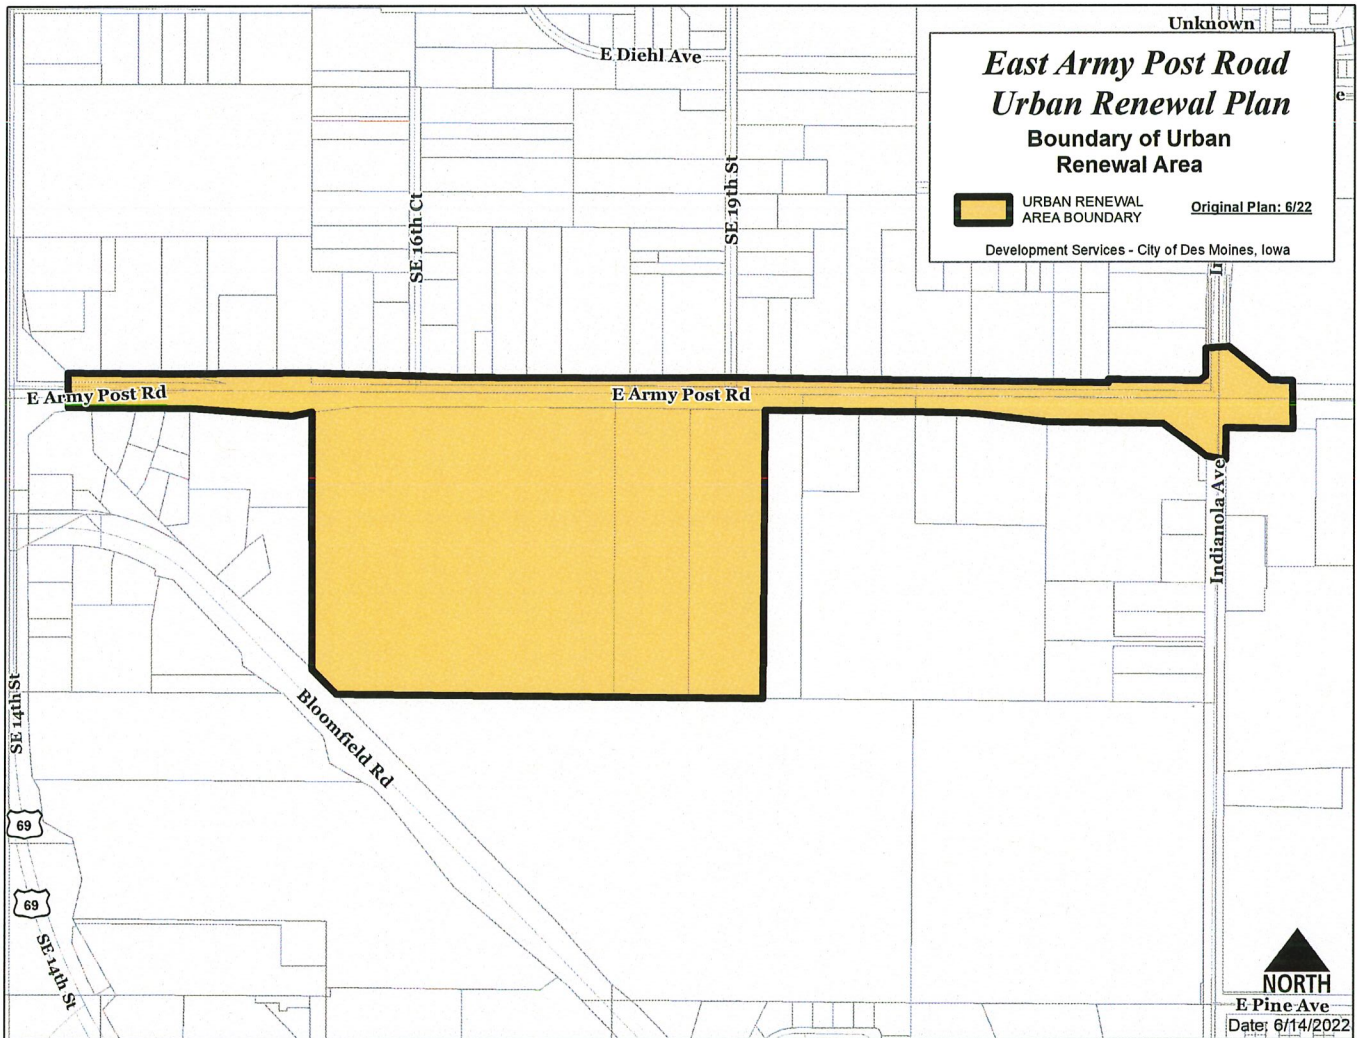 Unknown
E Diehl Ave
East Army Post Road
Urban Renewal Plan
Boundary of Urban
Renewal Area
URBAN RENEWAL
AREA BOUNDARY
Original Plan: 6/22
Development Services - City of Des Moines, Iowa
e
SE 16th Ct
SE 19th St
In
E Army Post Rd
E Army Post Rd
Indianola Ave
SE 14th St
Bloomfield Rd
69
69
SE 14th St
NORTH
E Pine Ave
Date: 6/14/2022